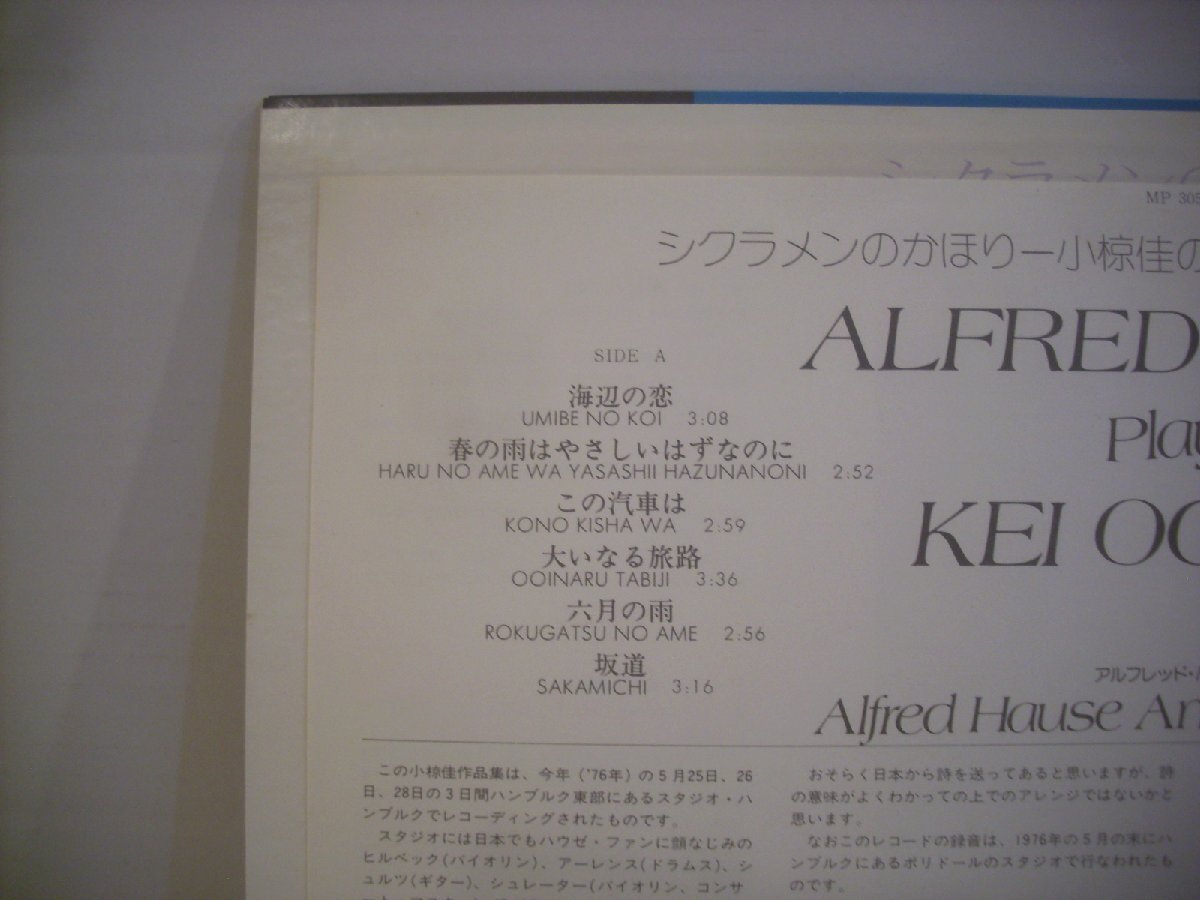 シクラメンの
MP 305
シクラメンのかほりー小椋佳の
ALFRED
Play
KEI OG
SIDE A
海辺の恋
UMIBE NO KOI 3:08
春の雨はやさしいはずなのに
HARU NO AME WA YASASHII HAZUNANONI 2:52
この汽車は
KONO KISHA WA 2:59
大いなる旅路
OOINARU TABIJI 3:36
六月の雨
ROKUGATSU NO AME 2:56
坂道
SAKAMICHI 3:16
アルフレッド・
Alfred Hause An
この小椋佳作品集は、今年('76年)の5月25日、26
日、28日の3日間ハンブルク東部にあるスタジオ・ハ
ンブルクでレコーディングされたものです。
スタジオには日本でもハウゼ・ファンに顔なじみの
ヒルベック(バイオリン)、アーレンス(ドラムス)、シ
ュルツ(ギター)、シュレーター(バイオリン、コンサ
おそらく日本から詩を送ってあると思いますが、詩
の意味がよくわかっての上でのアレンジではないかと
思います。
なおこのレコードの録音は、1976年の5月の末にハ
ンブルクにあるポリドールのスタジオで行なわれたも
のです。